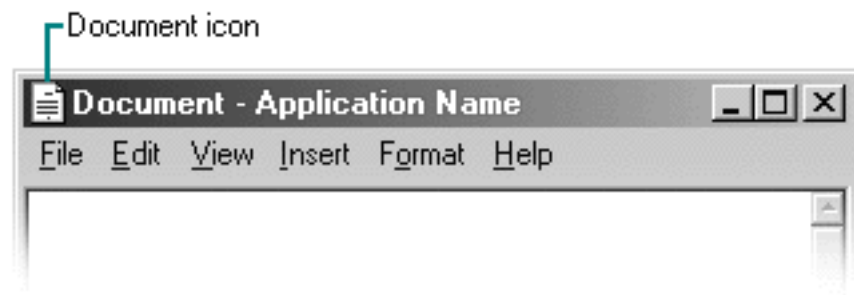 Document icon
Document - Application Name
File Edit View Insert Format Help